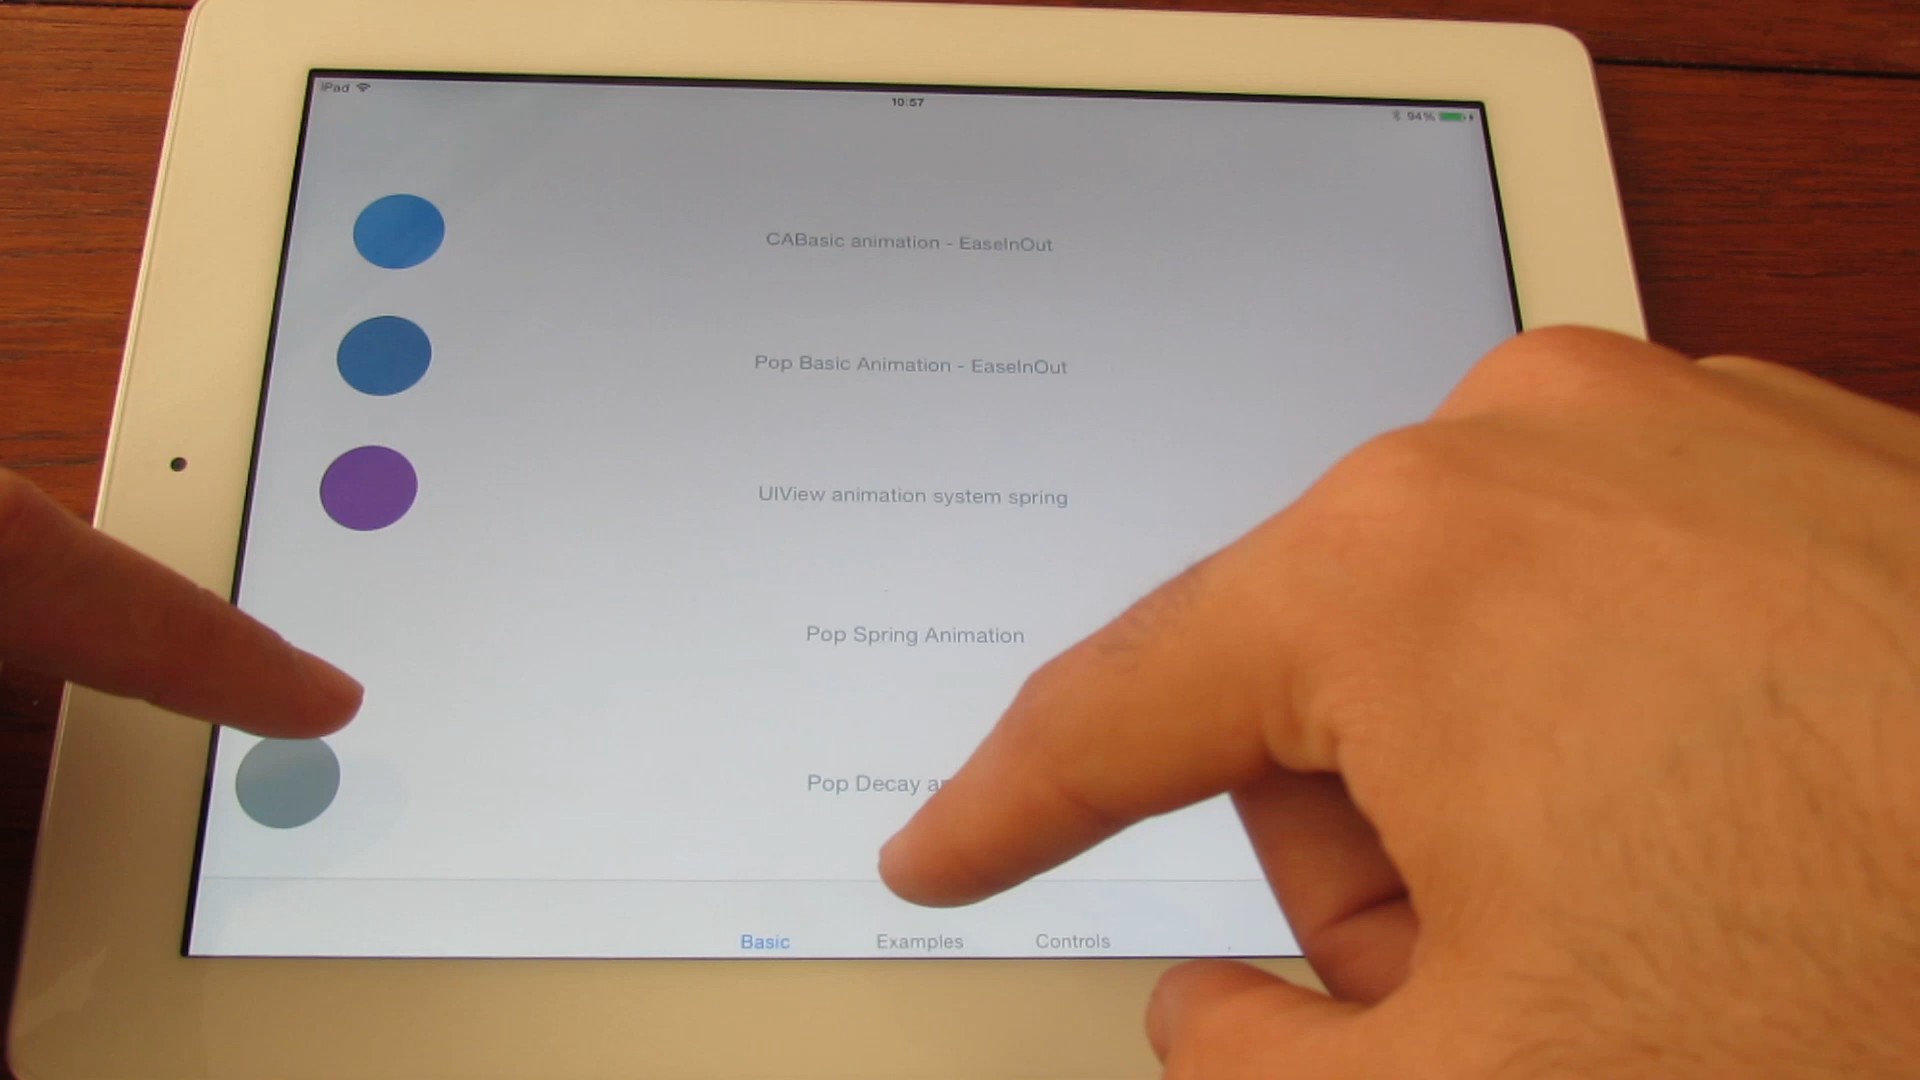 iPad
10:57
94%
CABasic animation - EaseInOut
Pop Basic Animation - EaseInOut
UIView animation system spring
Pop Spring Animation
Pop Decay
Basic
Examples
Controls